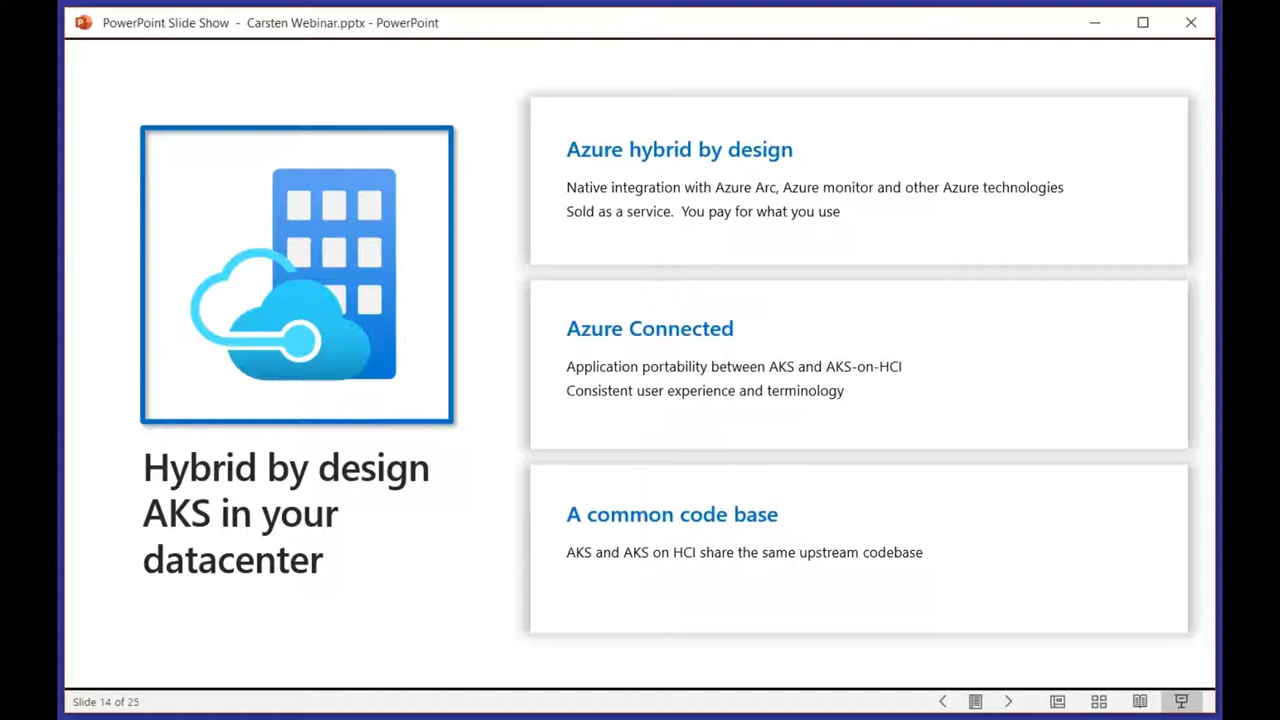 PowerPoint Slide Show - Carsten Webinar.pptx - PowerPoint
Hybrid by design
AKS in your
datacenter
Azure hybrid by design
Native integration with Azure Arc, Azure monitor and other Azure technologies
Sold as a service. You pay for what you use
Azure Connected
Application portability between AKS and AKS-on-HCI
Consistent user experience and terminology
A common code base
AKS and AKS on HCI share the same upstream codebase
Slide 14 of 25